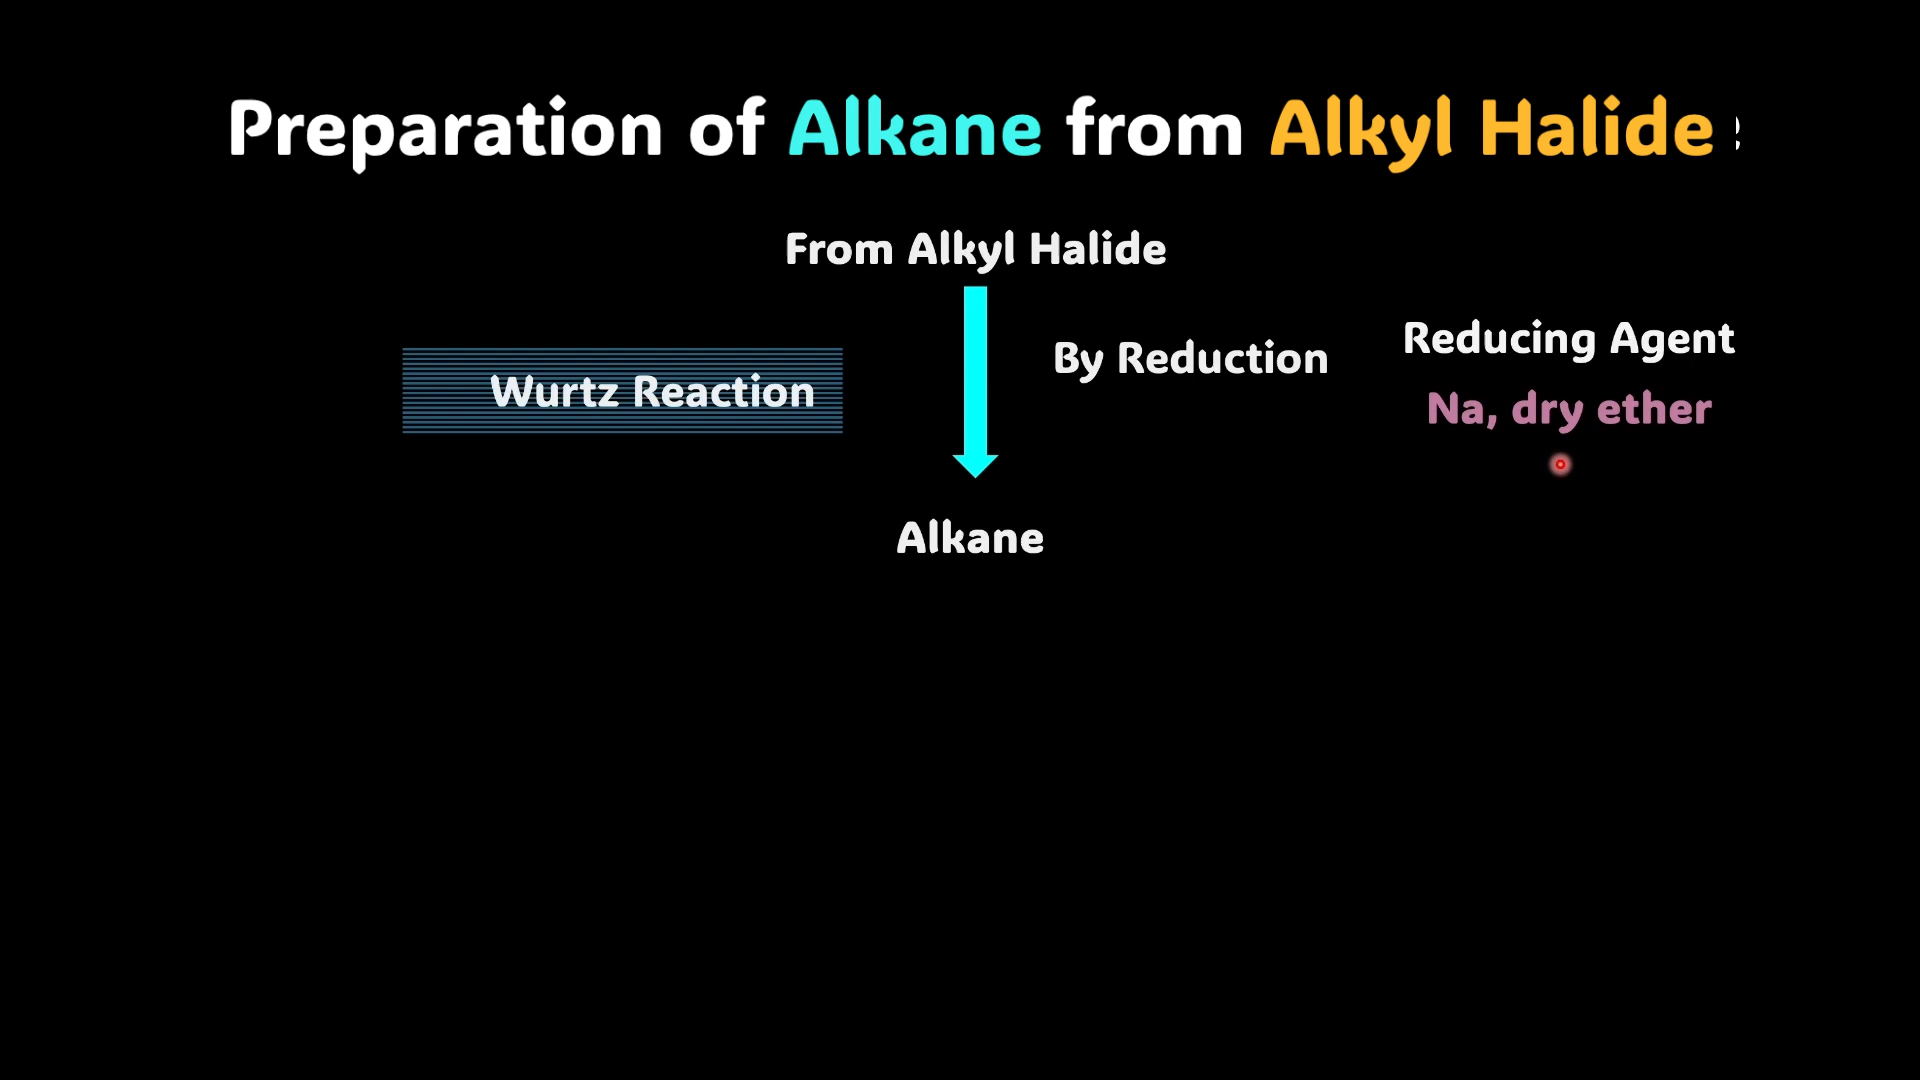 Preparation of Alkane from Alkyl Halide
From Alkyl Halide
By Reduction
Reducing Agent
Wurtz Reaction
Na, dry ether
Alkane